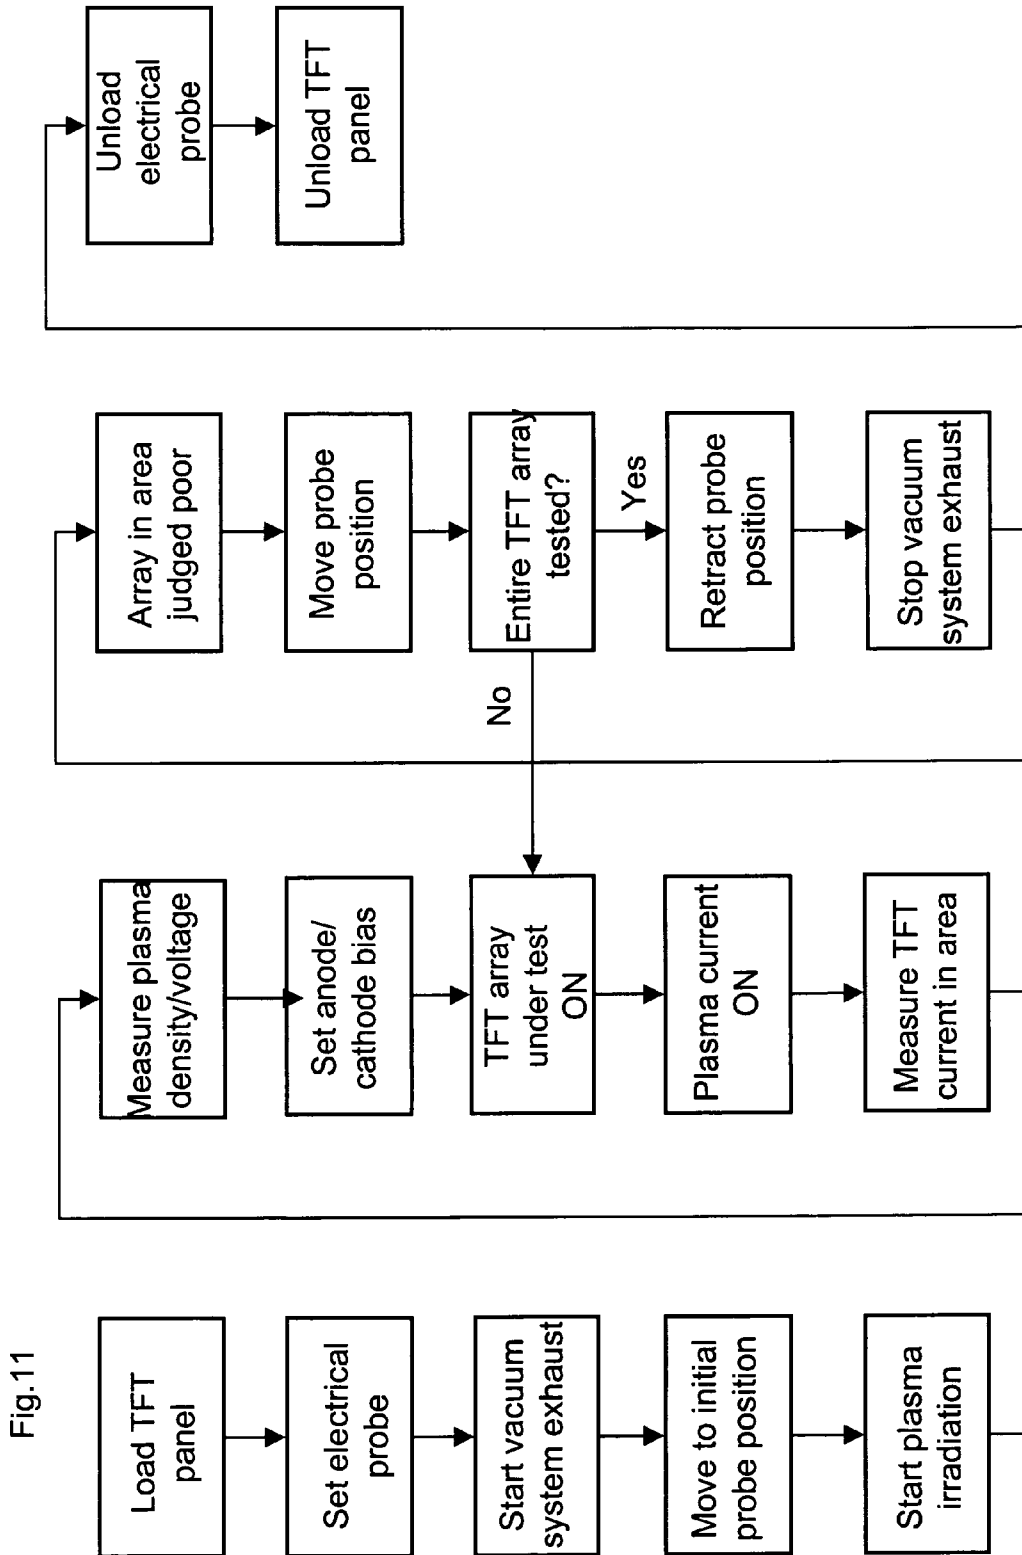 Fig.11
Load TFT
panel
Set electrical
probe
Start vacuum
system exhaust
Move to initial
probe position
Start plasma
irradiation
Measure plasma
density/voltage
Set anode/
cathode bias
TFT array
under test
ON
Plasma current
ON
Measure TFT
current in area
Array in area
judged poor
Move probe
position
Entire TFT array
tested?
No
Yes
Retract probe
position
Stop vacuum
system exhaust
Unload
electrical
probe
Unload TFT
panel